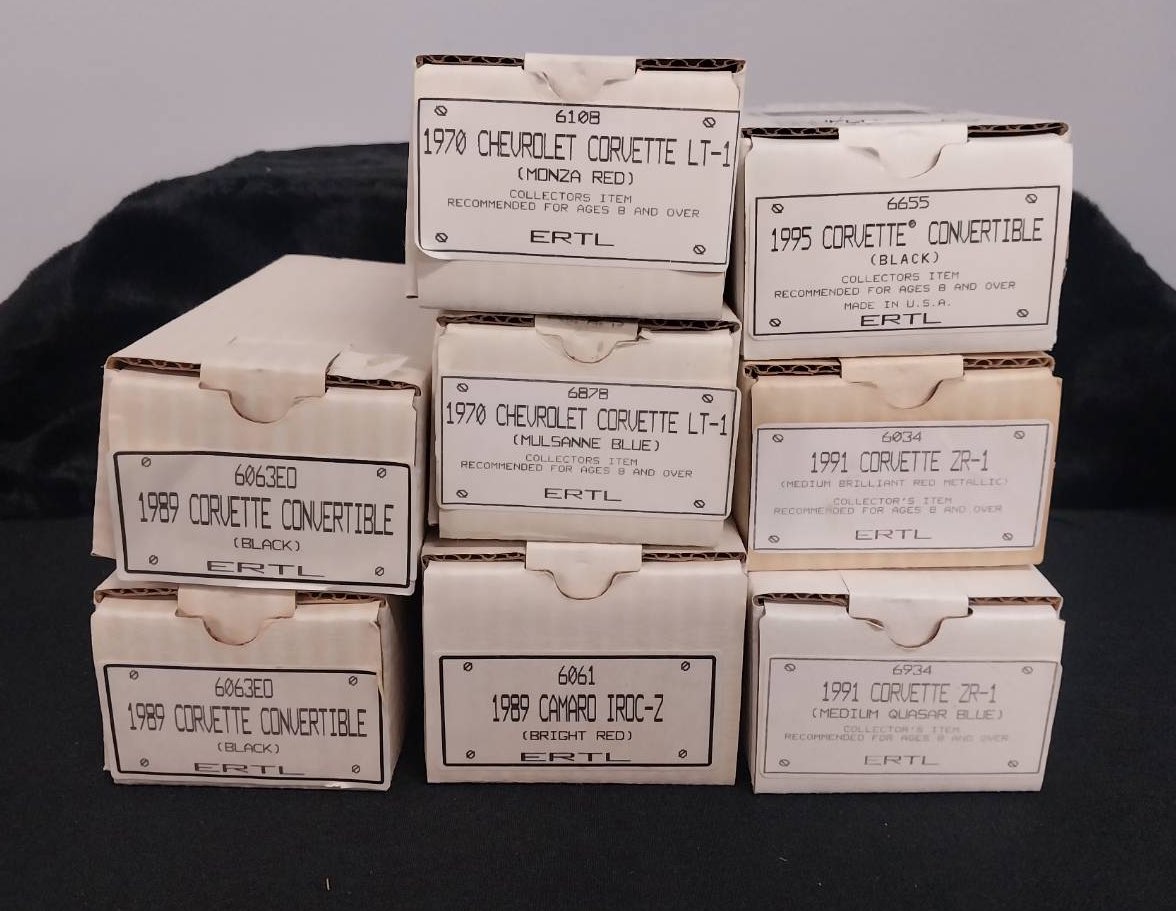 6108
1970 CHEVROLET CORVETTE LT-1
(MONZA RED)
COLLECTORS ITEM
RECOMMENDED FOR AGES 8 AND OVER
ERTL
6655
1995 CORVETTE® CONVERTIBLE
(BLACK)
COLLECTORS ITEM
RECOMMENDED FOR AGES 8 AND OVER
MADE IN U.S.A.
ERTL
6063EO
1989 CORVETTE CONVERTIBLE
(BLACK)
ERTL
6878
1970 CHEVROLET CORVETTE LT-1
(MULSANNE BLUE)
COLLECTORS ITEM
RECOMMENDED FOR AGES 8 AND OVER
ERTL
6034
1991 CORVETTE ZR-1
(MEDIUM BRILLIANT RED METALLIC)
COLLECTOR'S ITEM
RECOMMENDED FOR AGES 8 AND OVER
ERTL
6063EO
1989 CORVETTE CONVERTIBLE
(BLACK)
ERTL
6061
1989 CAMARO IROC-Z
(BRIGHT RED)
ERTL
6934
1991 CORVETTE ZR-1
(MEDIUM QUASAR BLUE)
COLLECTOR'S ITEM
RECOMMENDED FOR AGES 8 AND OVER
ERTL